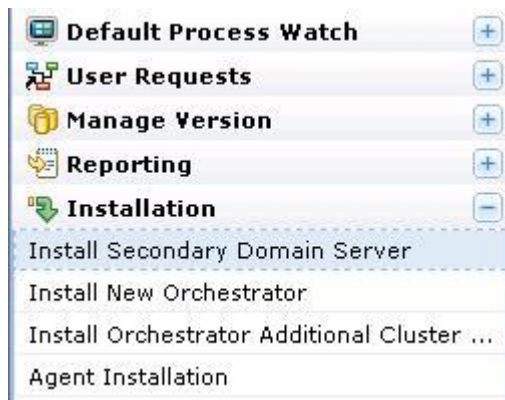 Default Process Watch
User Requests
Manage Version
Reporting
Installation
Install Secondary Domain Server
Install New Orchestrator
Install Orchestrator Additional Cluster ...
Agent Installation